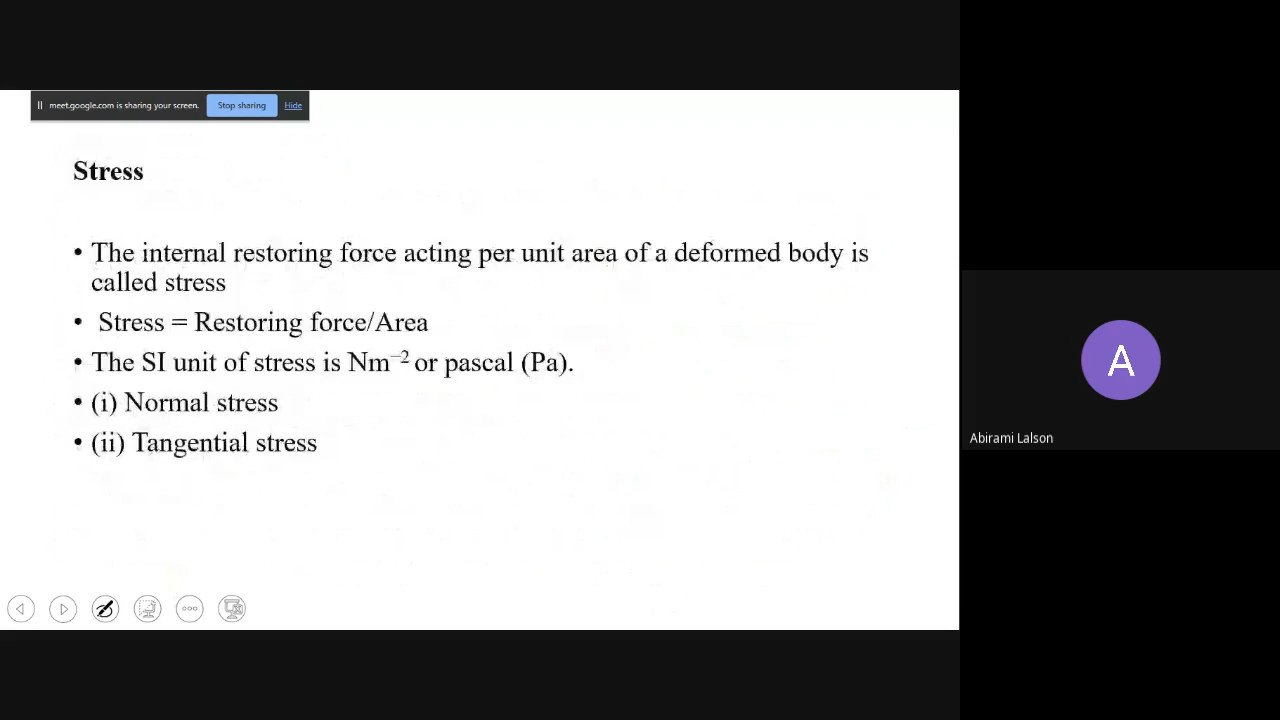 meet.google.com is sharing your screen. Stop sharing Hide
Stress
• The internal restoring force acting per unit area of a deformed body is
called stress
• Stress = Restoring force/Area
• The SI unit of stress is Nm⁻² or pascal (Pa).
• (i) Normal stress
• (ii) Tangential stress
A
Abirami Lalson